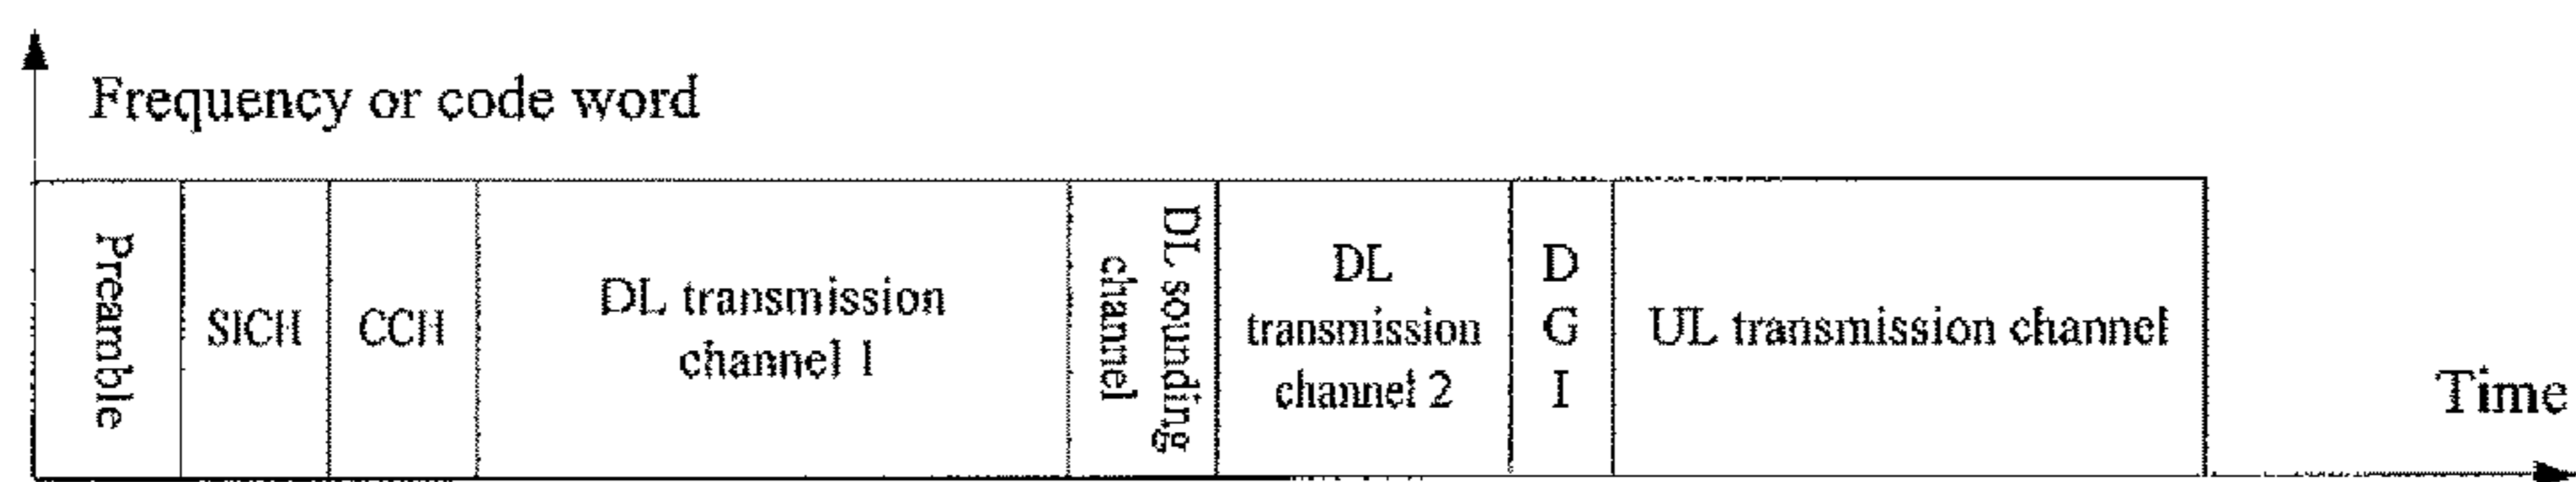 Frequency or code word
Preamble
SICH
CCH
DL transmission
channel 1
DL sounding
channel
DL
transmission
channel 2
D
G
I
UL transmission channel
Time